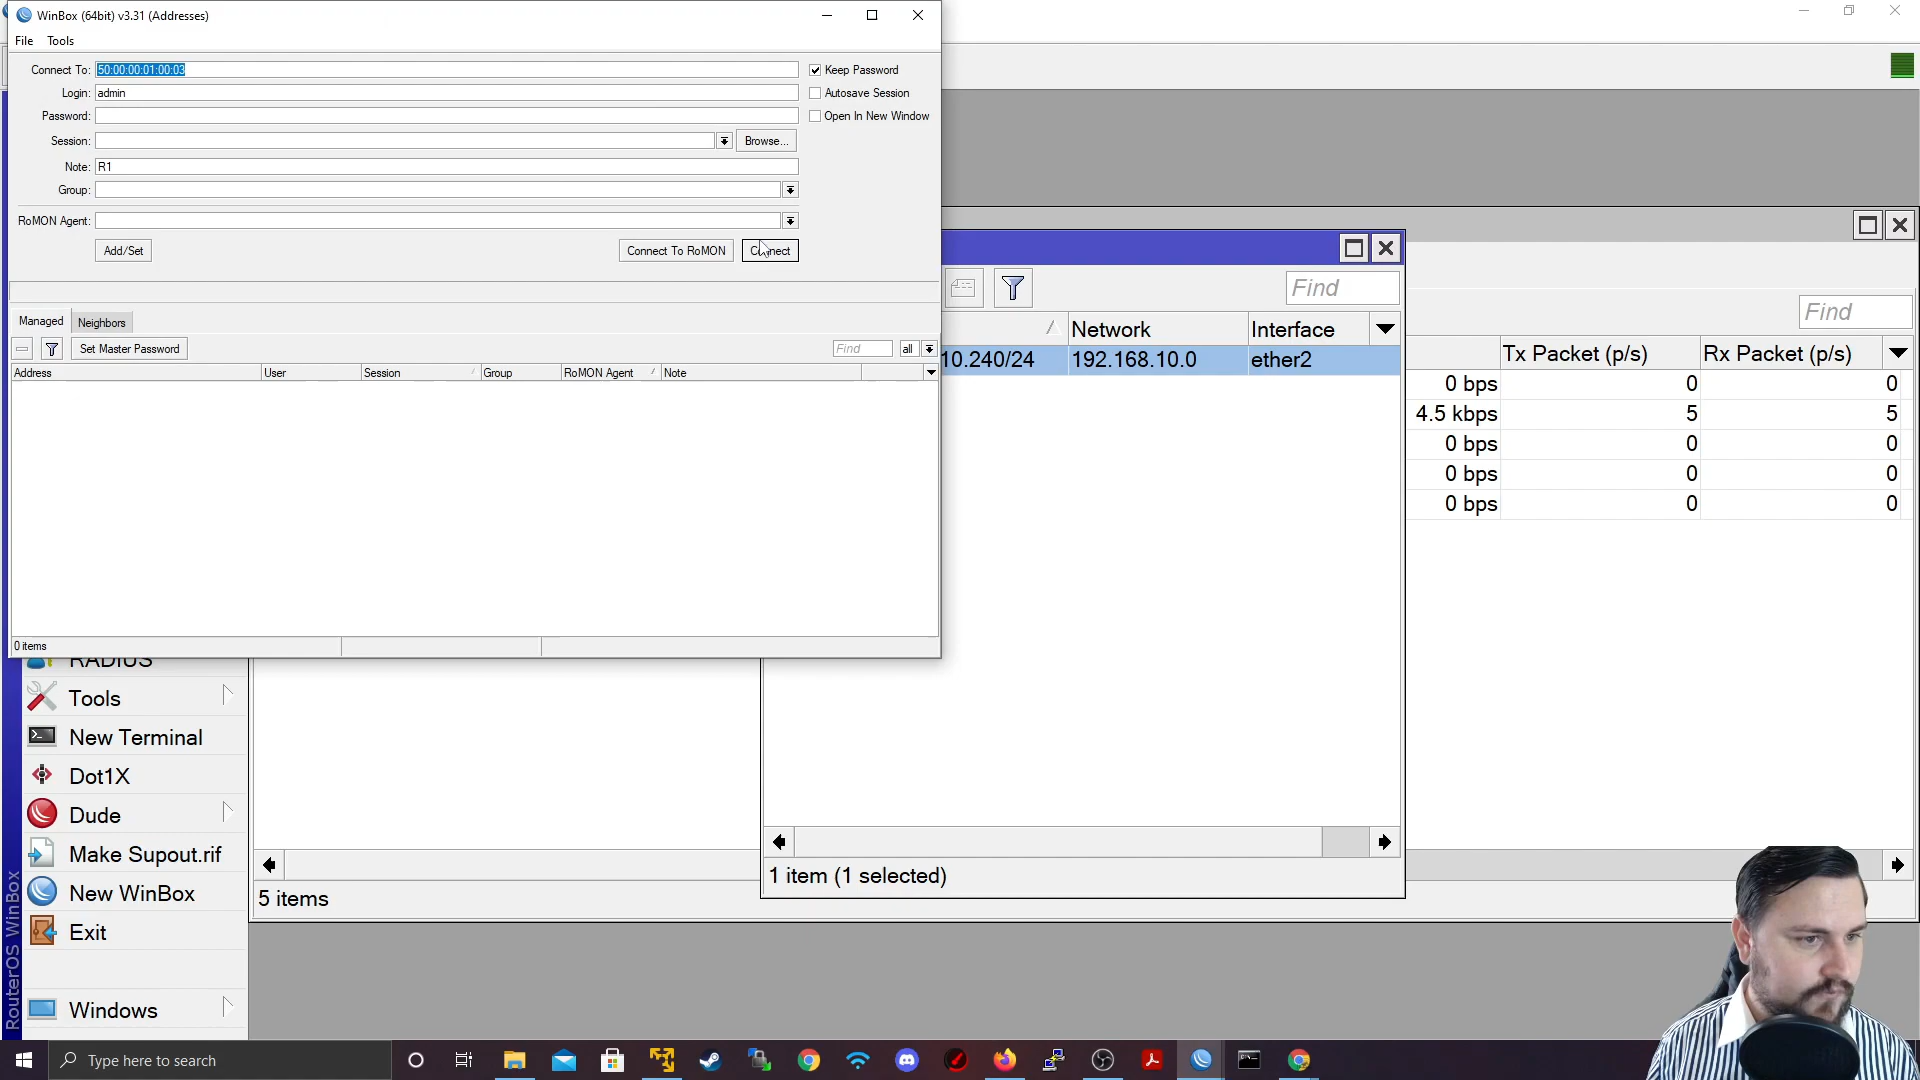 WinBox (64bit) v3.31 (Addresses)
File Tools
Connect To: 50:00:00:01:00:03
Keep Password
Login: admin
Autosave Session
Password:
Open In New Window
Session:
Browse...
Note: R1
Group:
RoMON Agent:
Add/Set
Connect To RoMON
Connect
Managed
Neighbors
Set Master Password
Find
all
Address User Session Group RoMON Agent Note
0 items
Find
Network Interface
10.240/24 192.168.10.0 ether2
1 item (1 selected)
Find
Tx Packet (p/s) Rx Packet (p/s)
0 bps 0 0
4.5 kbps 5 5
0 bps 0 0
0 bps 0 0
0 bps 0 0
5 items
RADIUS
Tools
New Terminal
Dot1X
Dude
Make Supout.rif
New WinBox
Exit
Windows
RouterOS WinBox
Type here to search